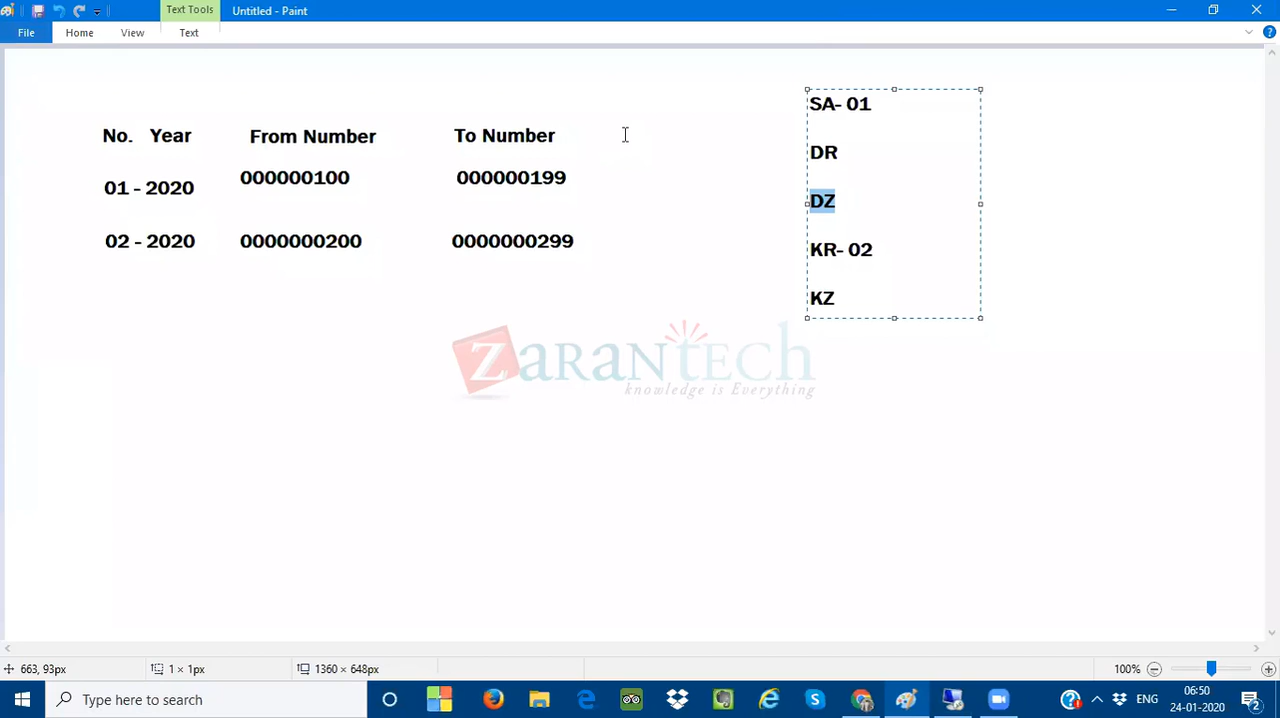 Text Tools
Untitled - Paint
File Home View Text
No. Year From Number To Number
01 - 2020 000000100 000000199
02 - 2020 0000000200 0000000299
SA- 01
DR
DZ
KR- 02
KZ
ZARANtech
knowledge is Everything
663, 93px 1 × 1px 1360 × 648px 100%
Type here to search
ENG
06:50
24-01-2020
2